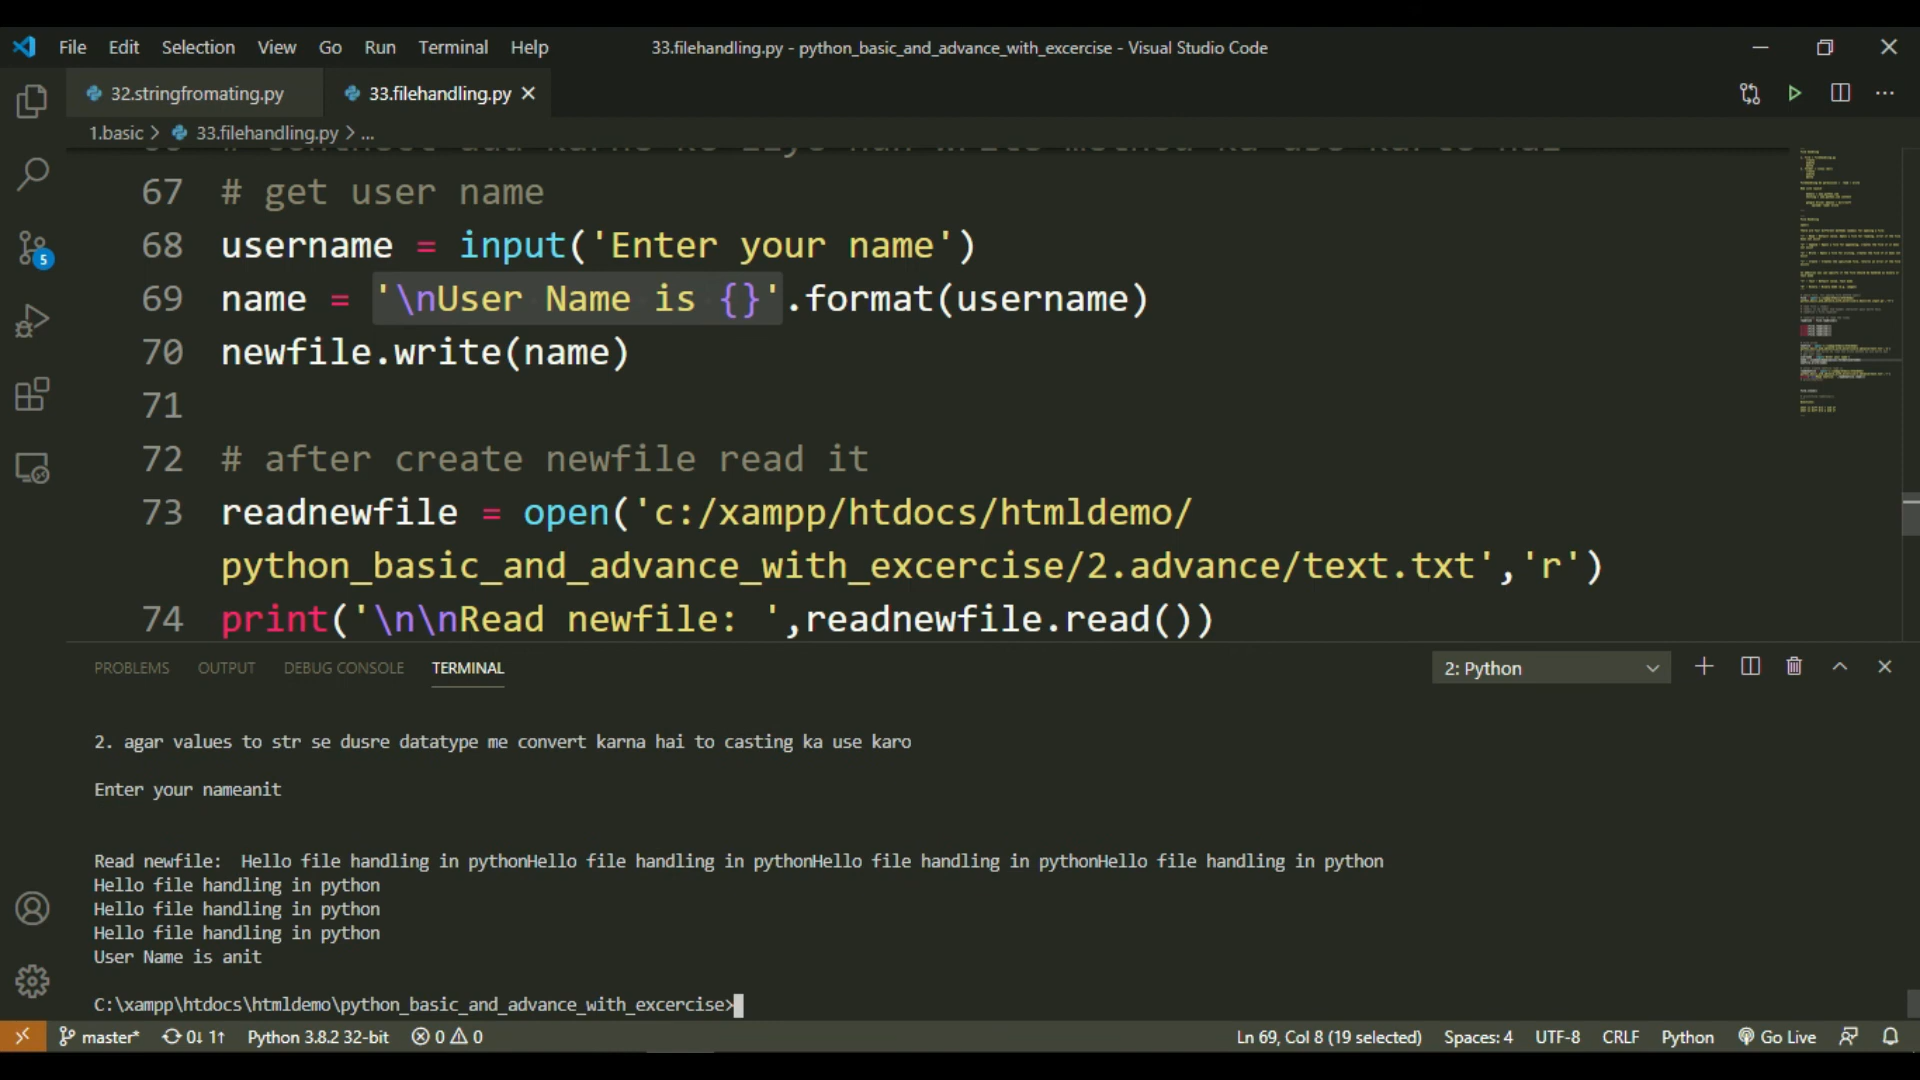 File Edit Selection View Go Run Terminal Help 33.filehandling.py - python_basic_and_advance_with_excercise - Visual Studio Code
32.stringfromating.py 33.filehandling.py
1.basic > 33.filehandling.py > ...
67 # get user name
68 username = input('Enter your name')
69 name = '\nUser Name is {}'.format(username)
70 newfile.write(name)
71
72 # after create newfile read it
73 readnewfile = open('c:/xampp/htdocs/htmldemo/
python_basic_and_advance_with_excercise/2.advance/text.txt','r')
74 print('\n\nRead newfile: ',readnewfile.read())
5
PROBLEMS OUTPUT DEBUG CONSOLE TERMINAL 2: Python
2. agar values to str se dusre datatype me convert karna hai to casting ka use karo
Enter your nameanit
Read newfile:  Hello file handling in pythonHello file handling in pythonHello file handling in pythonHello file handling in python
Hello file handling in python
Hello file handling in python
Hello file handling in python
User Name is anit
C:\xampp\htdocs\htmldemo\python_basic_and_advance_with_excercise>
master* 0↓ 1↑ Python 3.8.2 32-bit 0 0 Ln 69, Col 8 (19 selected) Spaces: 4 UTF-8 CRLF Python Go Live